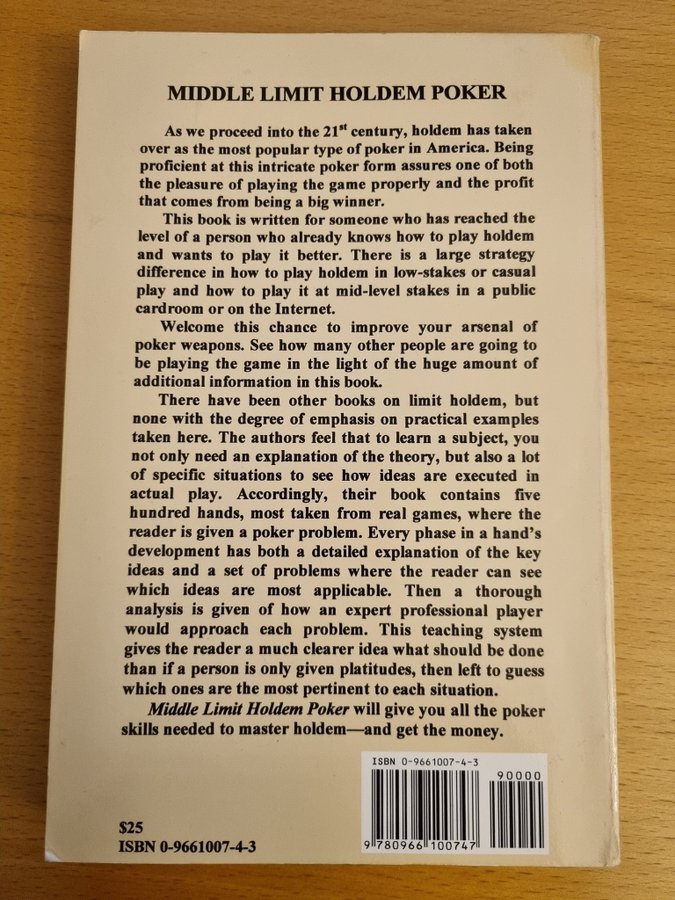 MIDDLE LIMIT HOLDEM POKER
As we proceed into the 21st century, holdem has taken
over as the most popular type of poker in America. Being
proficient at this intricate poker form assures one of both
the pleasure of playing the game properly and the profit
that comes from being a big winner.
This book is written for someone who has reached the
level of a person who already knows how to play holdem
and wants to play it better. There is a large strategy
difference in how to play holdem in low-stakes or casual
play and how to play it at mid-level stakes in a public
cardroom or on the Internet.
Welcome this chance to improve your arsenal of
poker weapons. See how many other people are going to
be playing the game in the light of the huge amount of
additional information in this book.
There have been other books on limit holdem, but
none with the degree of emphasis on practical examples
taken here. The authors feel that to learn a subject, you
not only need an explanation of the theory, but also a lot
of specific situations to see how ideas are executed in
actual play. Accordingly, their book contains five
hundred hands, most taken from real games, where the
reader is given a poker problem. Every phase in a hand's
development has both a detailed explanation of the key
ideas and a set of problems where the reader can see
which ideas are most applicable. Then a thorough
analysis is given of how an expert professional player
would approach each problem. This teaching system
gives the reader a much clearer idea what should be done
than if a person is only given platitudes, then left to guess
which ones are the most pertinent to each situation.
Middle Limit Holdem Poker will give you all the poker
skills needed to master holdem—and get the money.
ISBN 0-9661007-4-3
90000
9 780966 100747
$25
ISBN 0-9661007-4-3